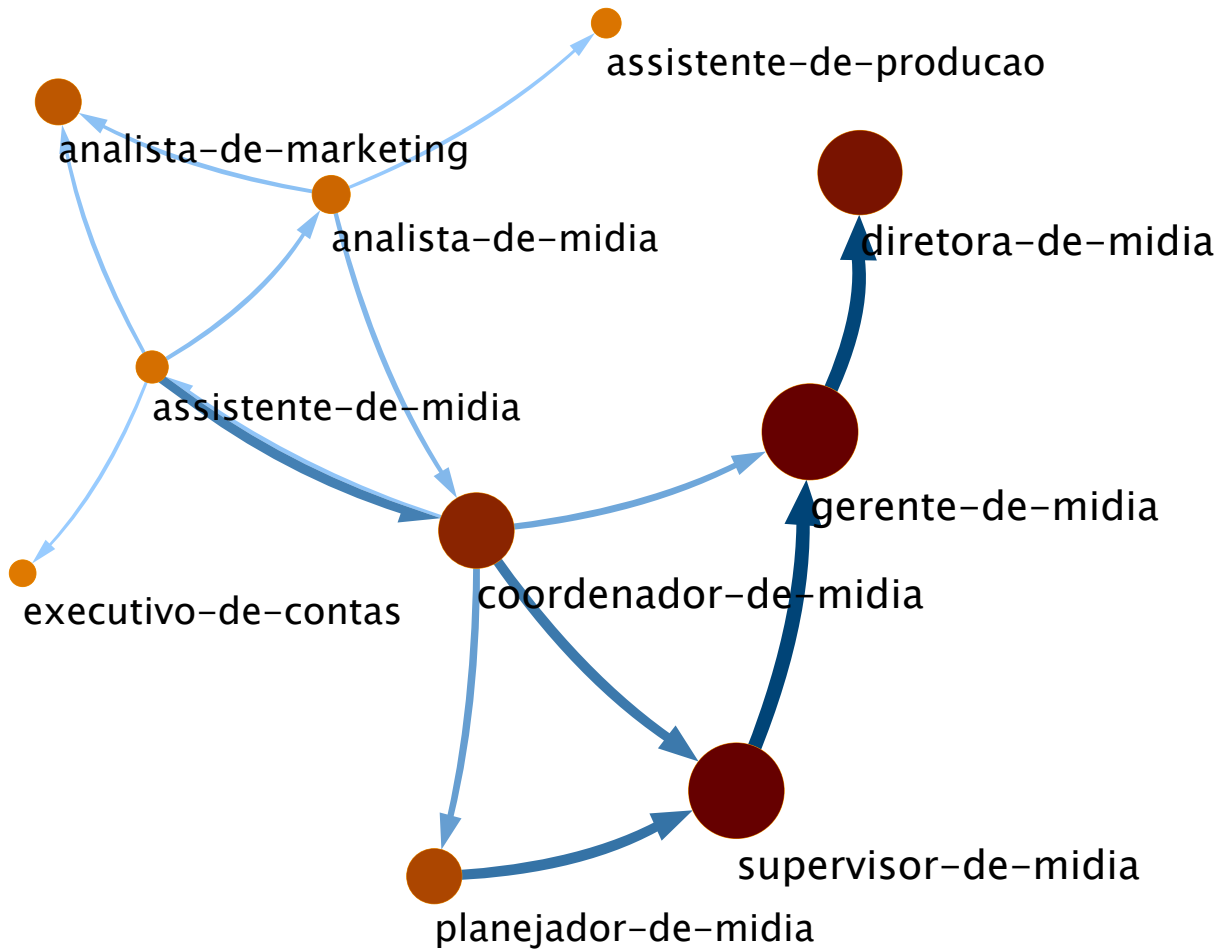 assistente-de-producao
analista-de-marketing
analista-de-midia
diretora-de-midia
assistente-de-midia
gerente-de-midia
coordenador-de-midia
executivo-de-contas
supervisor-de-midia
planejador-de-midia